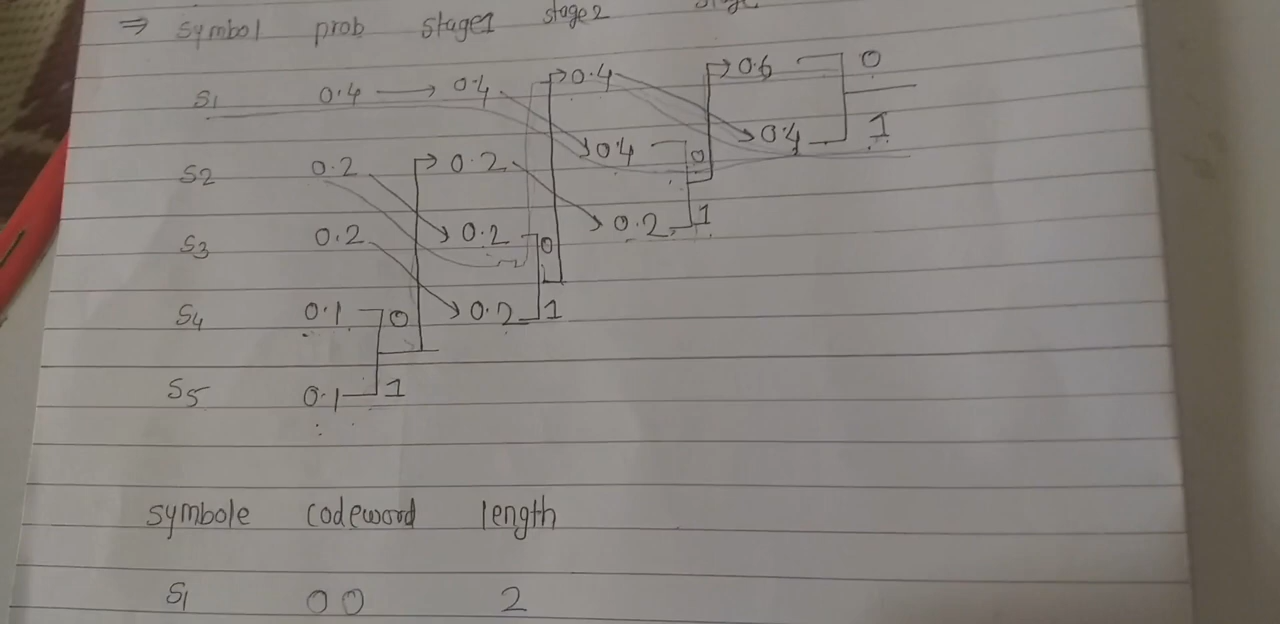 ⇒ symbol prob stage1 stage2
S1 0.4 → 0.4 0.4 0.6 0
0.4 0.4 1
S2 0.2 0.2 0
S3 0.2 0.2 0 0.2 1
S4 0.1 0 0.2 1
S5 0.1 1
symbole codeword length
S1 00 2